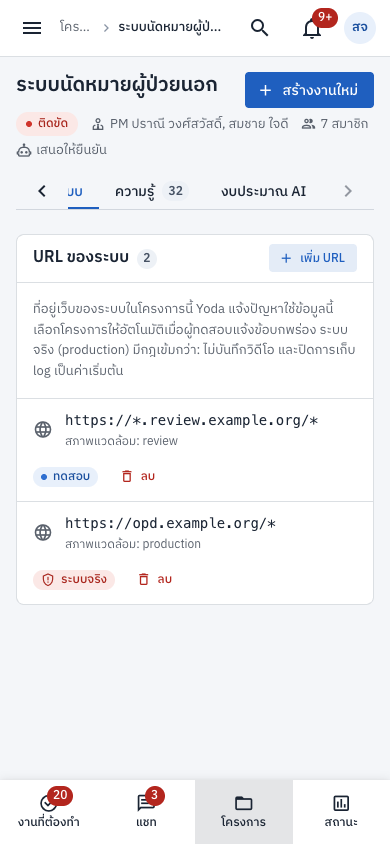 โคร...
ระบบนัดหมายผู้ป่...
9+
สจ
ระบบนัดหมายผู้ป่วยนอก
สร้างงานใหม่
ติดขัด
PM ปราณี วงศ์สวัสดิ์, สมชาย ใจดี
7 สมาชิก
เสนอให้ยืนยัน
บบ
ความรู้ 32
งบประมาณ AI
URL ของระบบ 2
เพิ่ม URL
ที่อยู่เว็บของระบบในโครงการนี้ Yoda แจ้งปัญหาใช้ข้อมูลนี้
เลือกโครงการให้อัตโนมัติเมื่อผู้ทดสอบแจ้งข้อบกพร่อง ระบบ
จริง (production) มีกฎเข้มกว่า: ไม่บันทึกวิดีโอ และปิดการเก็บ
log เป็นค่าเริ่มต้น
https://*.review.example.org/*
สภาพแวดล้อม: review
ทดสอบ
ลบ
https://opd.example.org/*
สภาพแวดล้อม: production
ระบบจริง
ลบ
20
3
งานที่ต้องทำ
แชท
โครงการ
สถานะ